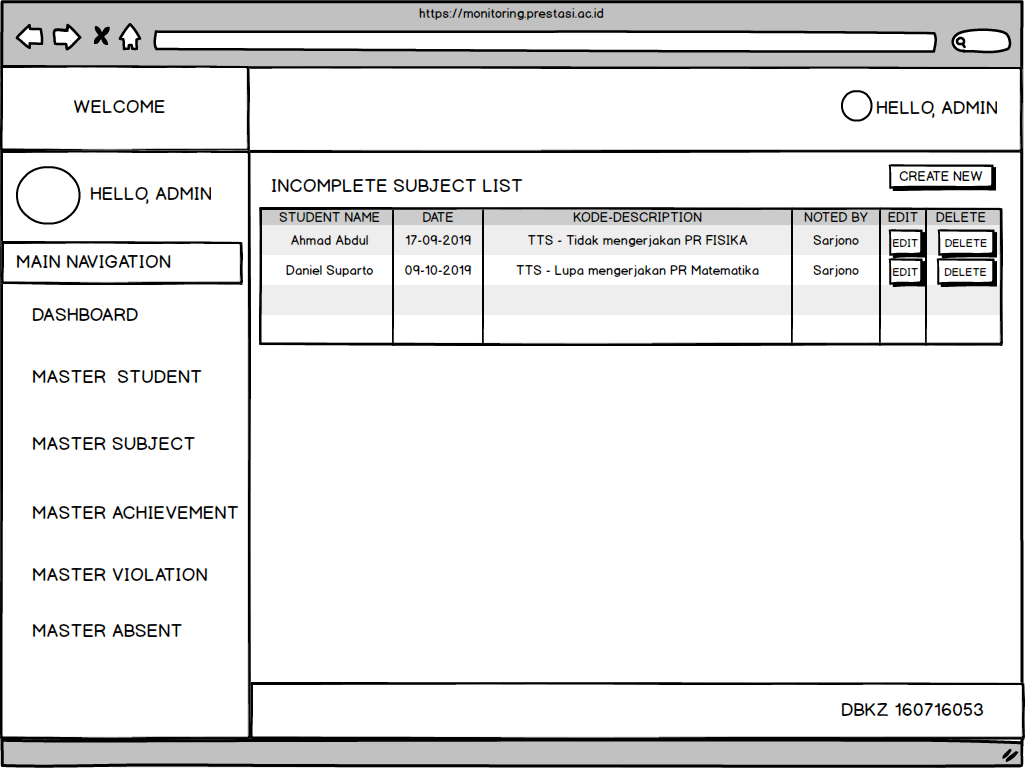 https://monitoring.prestasi.ac.id
WELCOME
HELLO, ADMIN
HELLO, ADMIN
MAIN NAVIGATION
DASHBOARD
MASTER STUDENT
MASTER SUBJECT
MASTER ACHIEVEMENT
MASTER VIOLATION
MASTER ABSENT
INCOMPLETE SUBJECT LIST
CREATE NEW
STUDENT NAME DATE KODE-DESCRIPTION NOTED BY EDIT DELETE
Ahmad Abdul 17-09-2019 TTS - Tidak mengerjakan PR FISIKA Sarjono EDIT DELETE
Daniel Suparto 09-10-2019 TTS - Lupa mengerjakan PR Matematika Sarjono EDIT DELETE
DBKZ 160716053